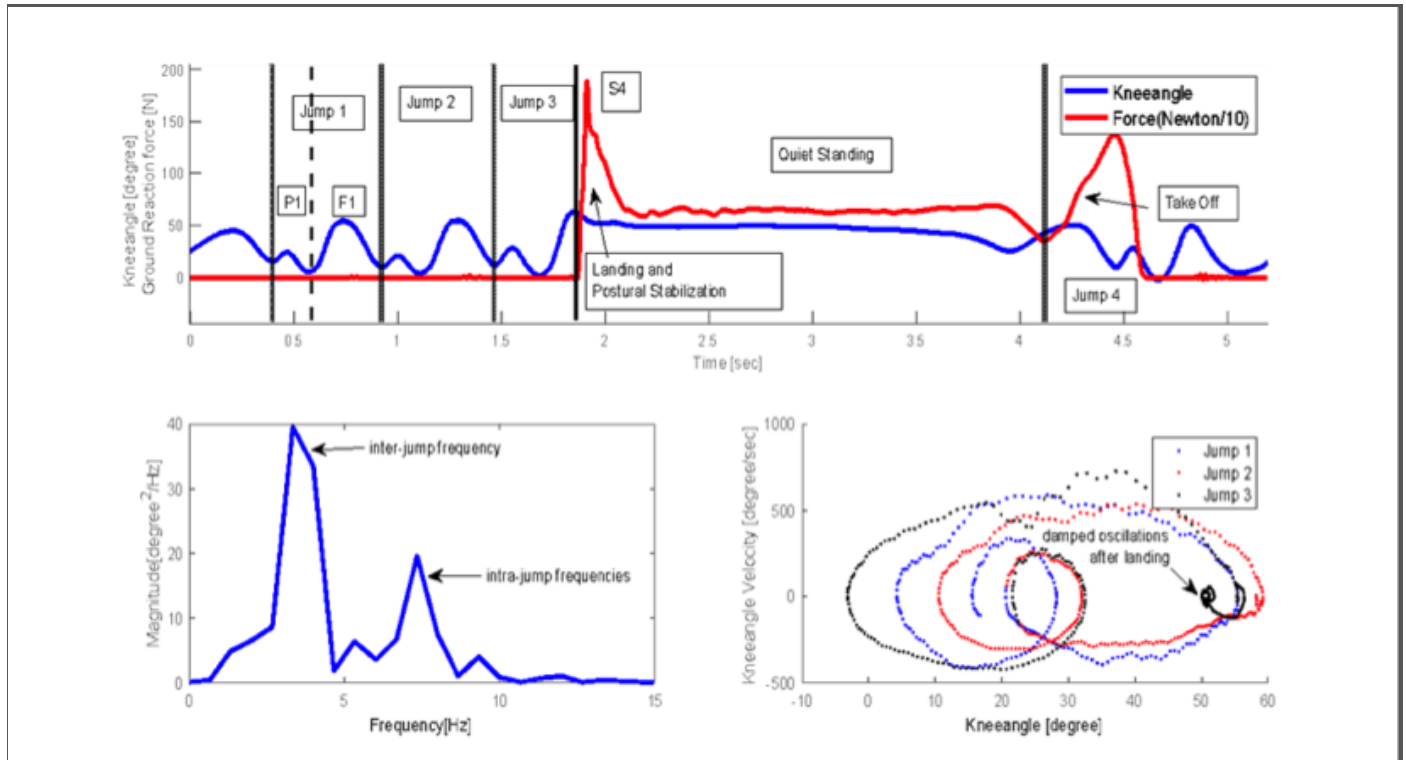 200
150
100
50
0
Kneeangle [degree]
Ground Reaction force [N]
Jump 1
Jump 2
Jump 3
S4
P1
F1
Quiet Standing
Landing and
Postural Stabilization
Kneeangle
Force(Newton/10)
Take Off
Jump 4
0 0.5 1 1.5 2 2.5 3 3.5 4 4.5 5
Time [sec]
40
30
20
10
0
Magnitude[degree^2/Hz]
inter-jump frequency
intra-jump frequencies
0 5 10 15
Frequency[Hz]
1000
500
0
-500
Kneeangle Velocity [degree/sec]
Jump 1
Jump 2
Jump 3
damped oscillations
after landing
-10 0 10 20 30 40 50 60
Kneeangle [degree]